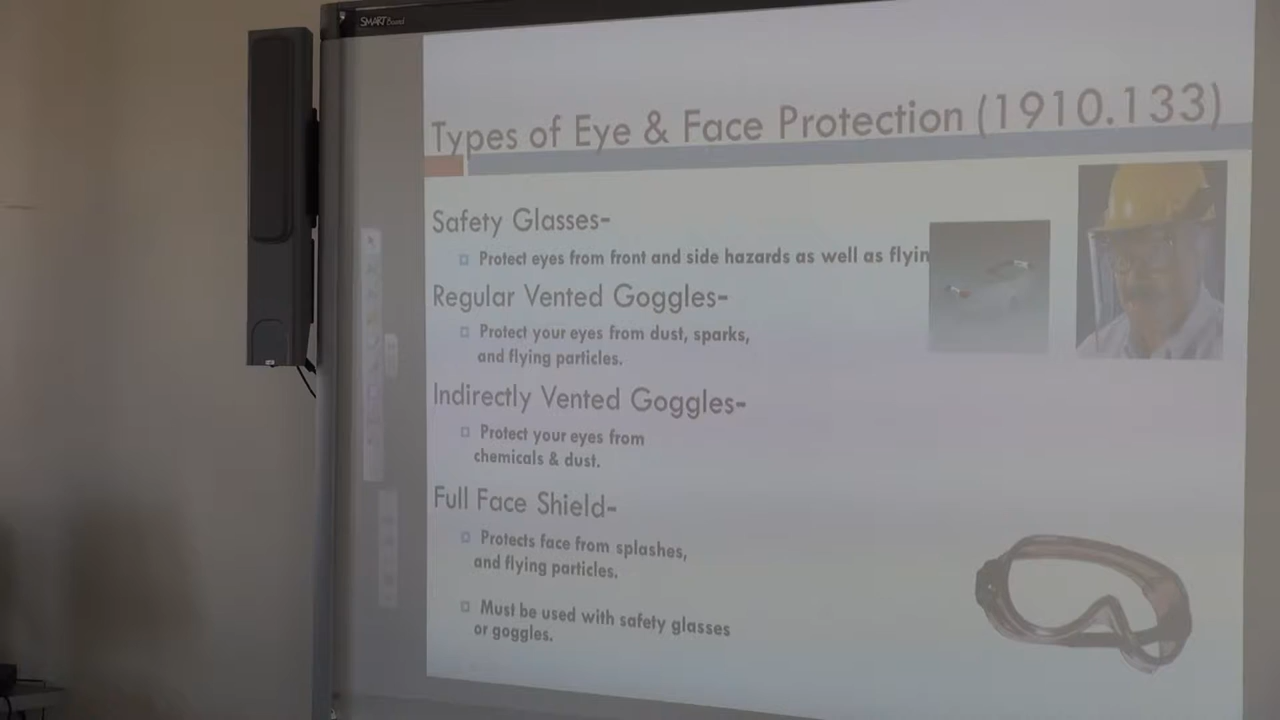 SMART Board
Types of Eye & Face Protection (1910.133)
Safety Glasses-
Protect eyes from front and side hazards as well as flyin
Regular Vented Goggles-
Protect your eyes from dust, sparks,
and flying particles.
Indirectly Vented Goggles-
Protect your eyes from
chemicals & dust.
Full Face Shield-
Protects face from splashes,
and flying particles.
Must be used with safety glasses
or goggles.